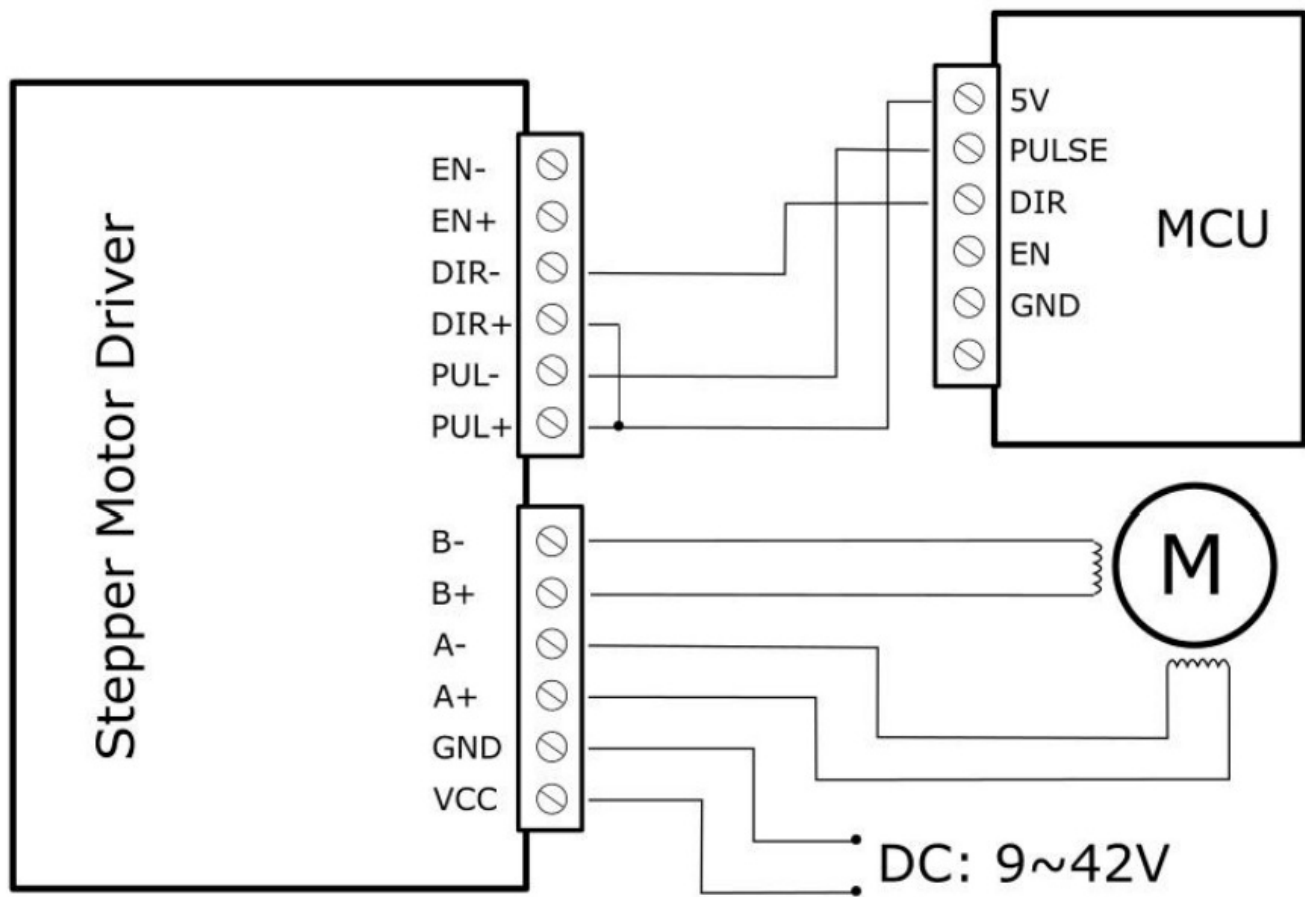 Stepper Motor Driver
EN-
EN+
DIR-
DIR+
PUL-
PUL+
B-
B+
A-
A+
GND
VCC
5V
PULSE
DIR
EN
GND
MCU
M
DC: 9~42V